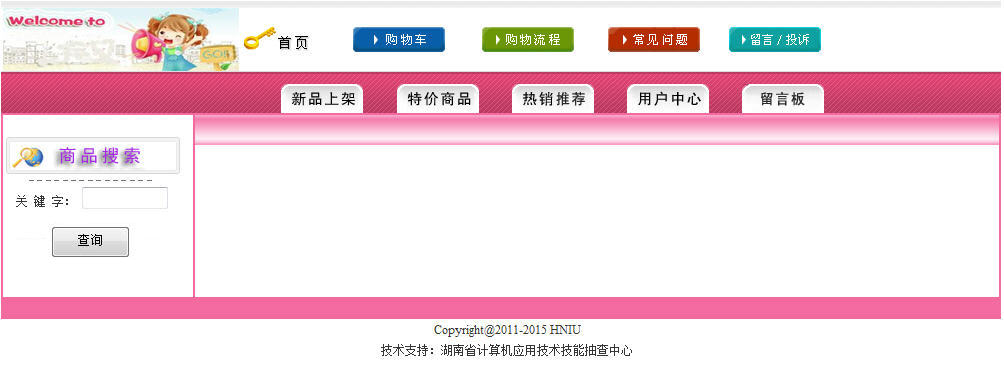 Welcome to
GO!
首页
购物车
购物流程
常见问题
留言/投诉
新品上架
特价商品
热销推荐
用户中心
留言板
商品搜索
关键字:
查询
Copyright@2011-2015 HNIU
技术支持：湖南省计算机应用技术技能抽查中心